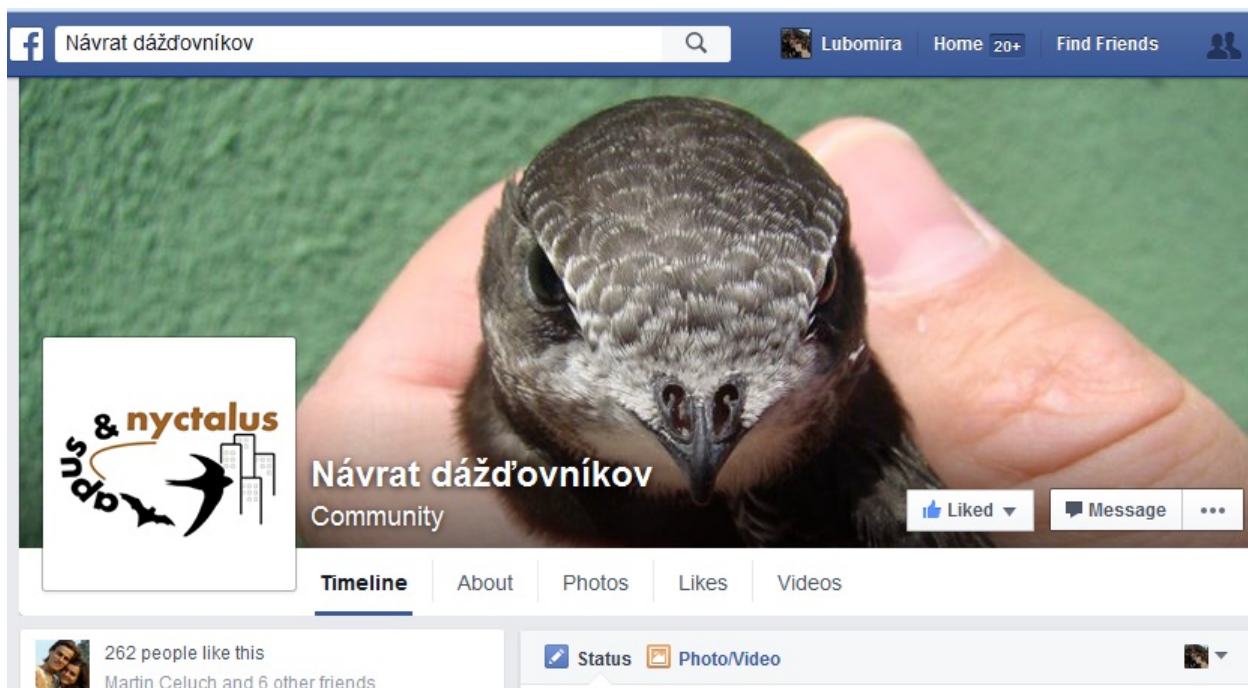 f Návrat dážďovníkov Lubomira Home 20+ Find Friends
apus & nyctalus
Návrat dážďovníkov
Community
Liked Message
Timeline About Photos Likes Videos
262 people like this
Martin Celuch and 6 other friends
Status Photo/Video